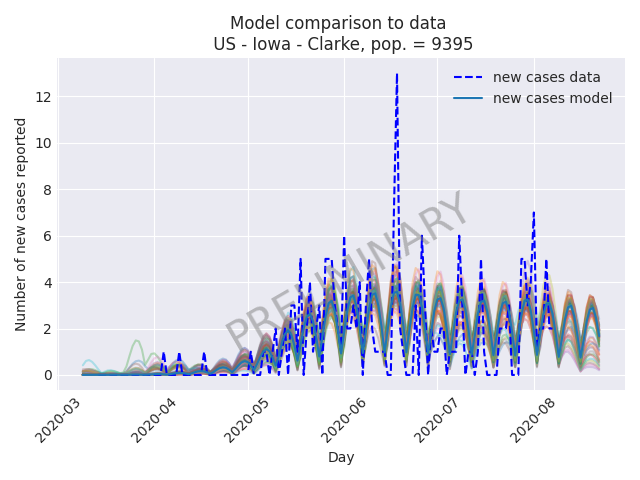 Model comparison to data
US - Iowa - Clarke, pop. = 9395
new cases data
new cases model
PRELIMINARY
Number of new cases reported
12
10
8
6
4
2
0
2020-03
2020-04
2020-05
2020-06
2020-07
2020-08
Day